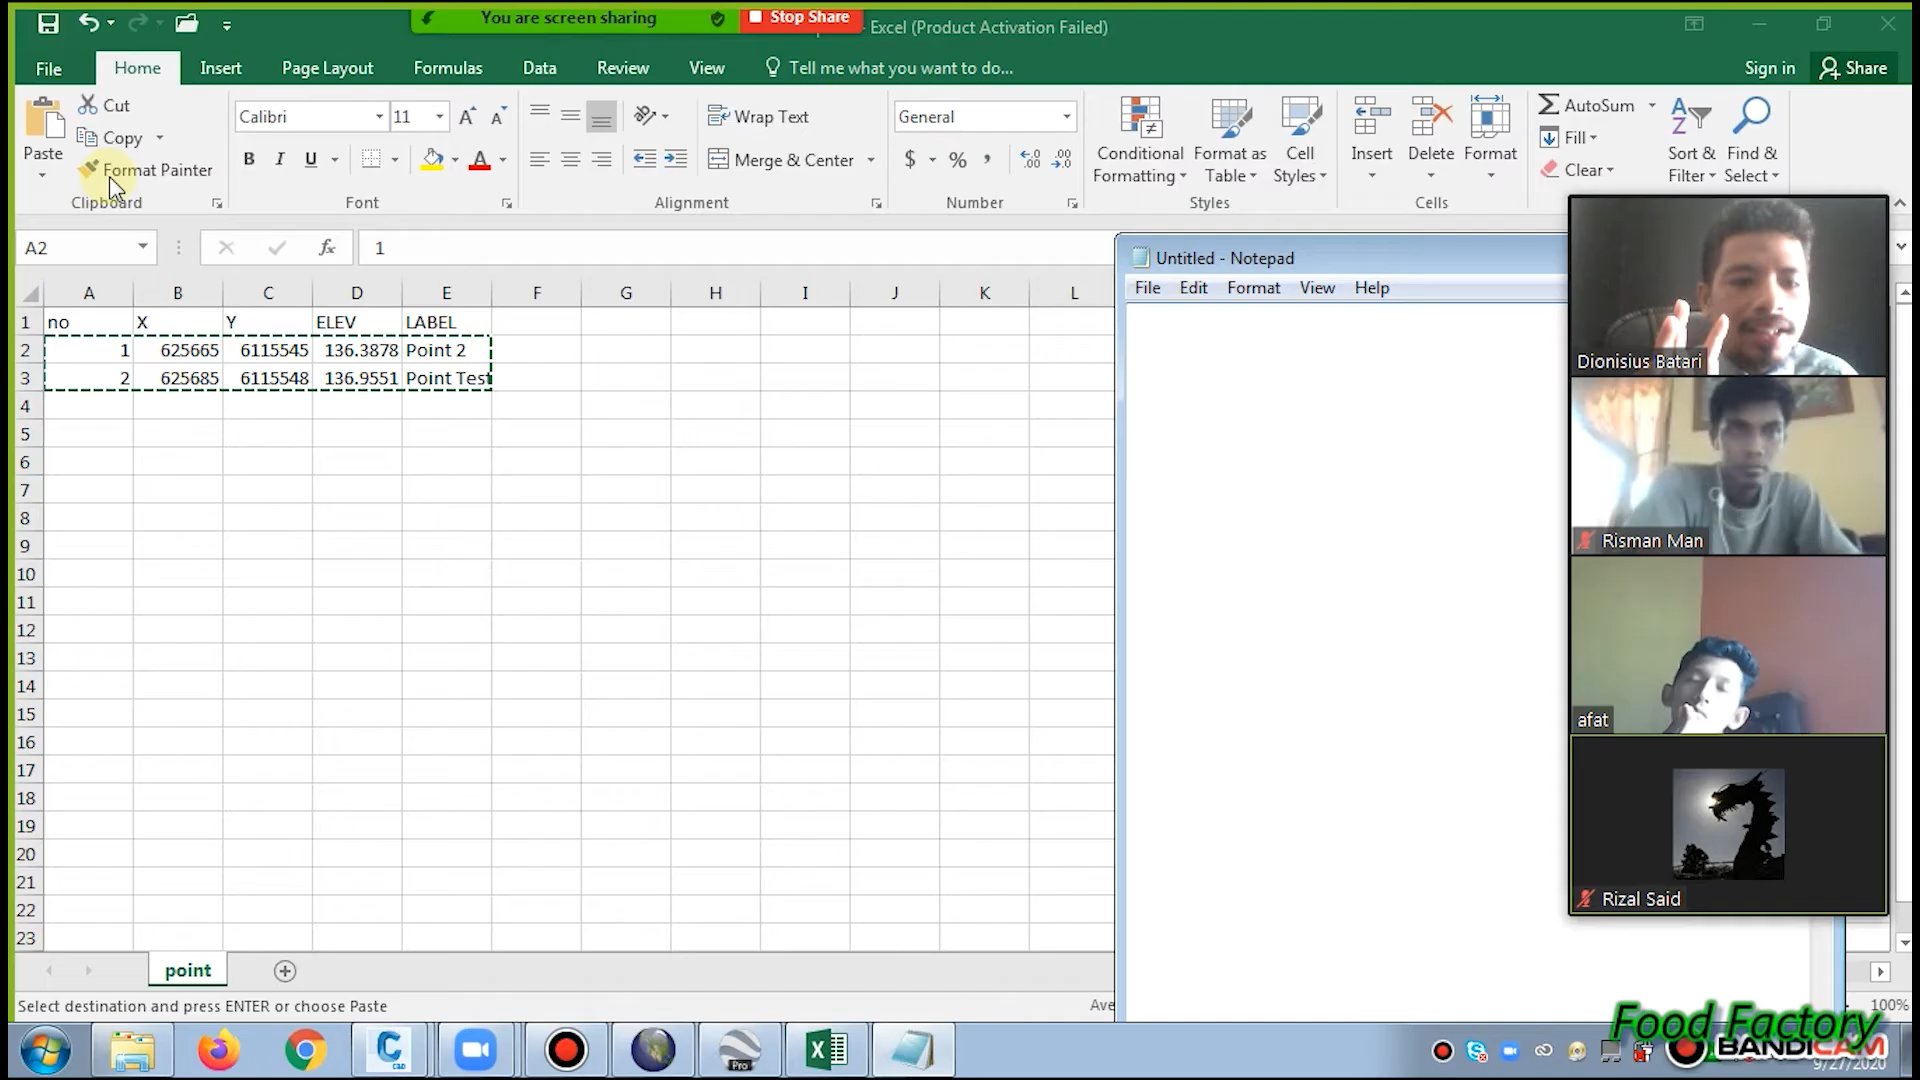 You are screen sharing
Stop Share
- Excel (Product Activation Failed)
File Home Insert Page Layout Formulas Data Review View Tell me what you want to do... Sign in Share
Paste
Cut
Copy
Format Painter
Clipboard
Calibri 11
B I U A
Font
Wrap Text
Merge & Center
Alignment
General
$ % ,
Number
Conditional Formatting
Format as Table
Cell Styles
Styles
Insert Delete Format
Cells
AutoSum
Fill
Clear
Sort & Filter
Find & Select
A2 fx 1
A B C D E F G H I J K L
1 no X Y ELEV LABEL
2 1 625665 6115545 136.3878 Point 2
3 2 625685 6115548 136.9551 Point Test
4
5
6
7
8
9
10
11
12
13
14
15
16
17
18
19
20
21
22
23
point
Select destination and press ENTER or choose Paste
Ave
100%
Untitled - Notepad
File Edit Format View Help
Dionisius Batari
Risman Man
afat
Rizal Said
Food Factory
BANDICAM
9/27/2020
C CAD
Pro